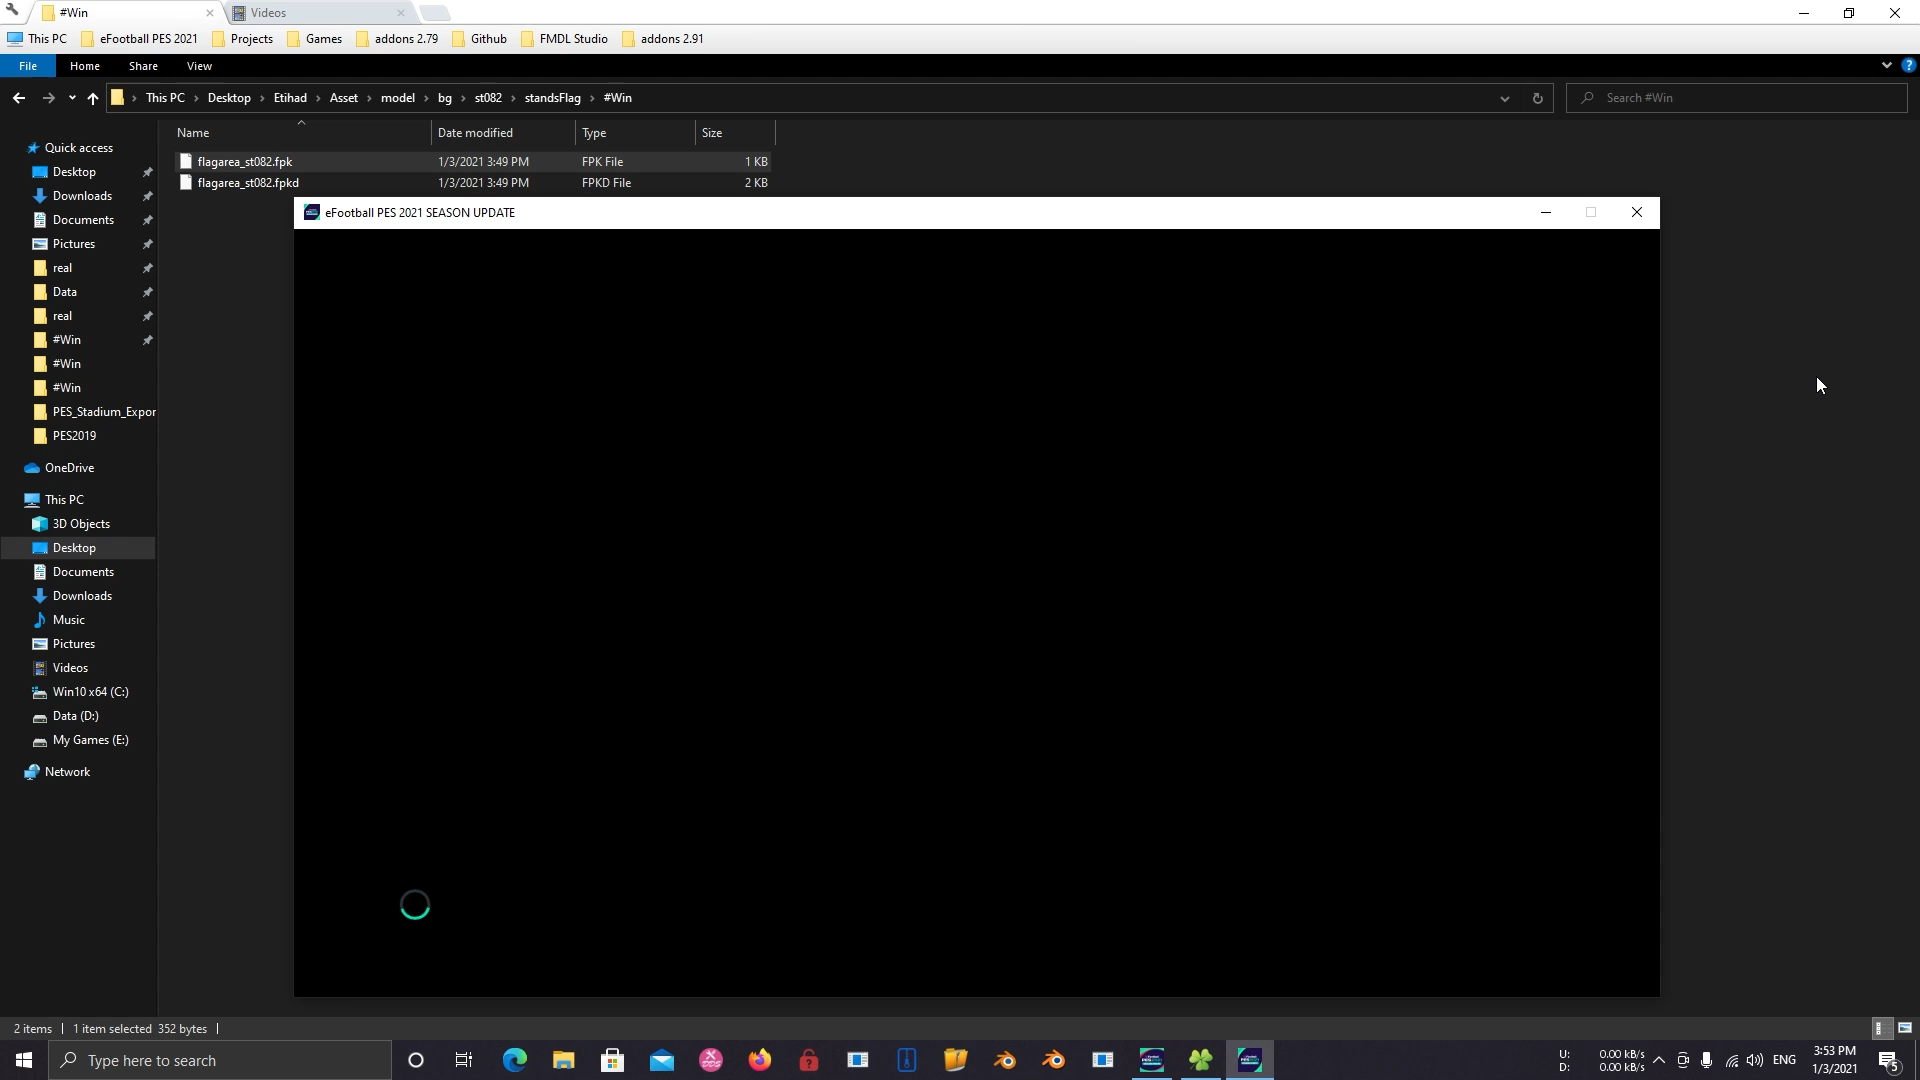 #Win
Videos
This PC
eFootball PES 2021
Projects
Games
addons 2.79
Github
FMDL Studio
addons 2.91
File
Home
Share
View
This PC > Desktop > Etihad > Asset > model > bg > st082 > standsFlag > #Win
Search #Win
Name
Date modified
Type
Size
flagarea_st082.fpk 1/3/2021 3:49 PM FPK File 1 KB
flagarea_st082.fpkd 1/3/2021 3:49 PM FPKD File 2 KB
Quick access
Desktop
Downloads
Documents
Pictures
real
Data
real
#Win
#Win
#Win
PES_Stadium_Expor
PES2019
OneDrive
This PC
3D Objects
Desktop
Documents
Downloads
Music
Pictures
Videos
Win10 x64 (C:)
Data (D:)
My Games (E:)
Network
eFootball PES 2021 SEASON UPDATE
2 items
1 item selected 352 bytes
Type here to search
U: 0.00 kB/s
D: 0.00 kB/s
ENG
3:53 PM
1/3/2021
5